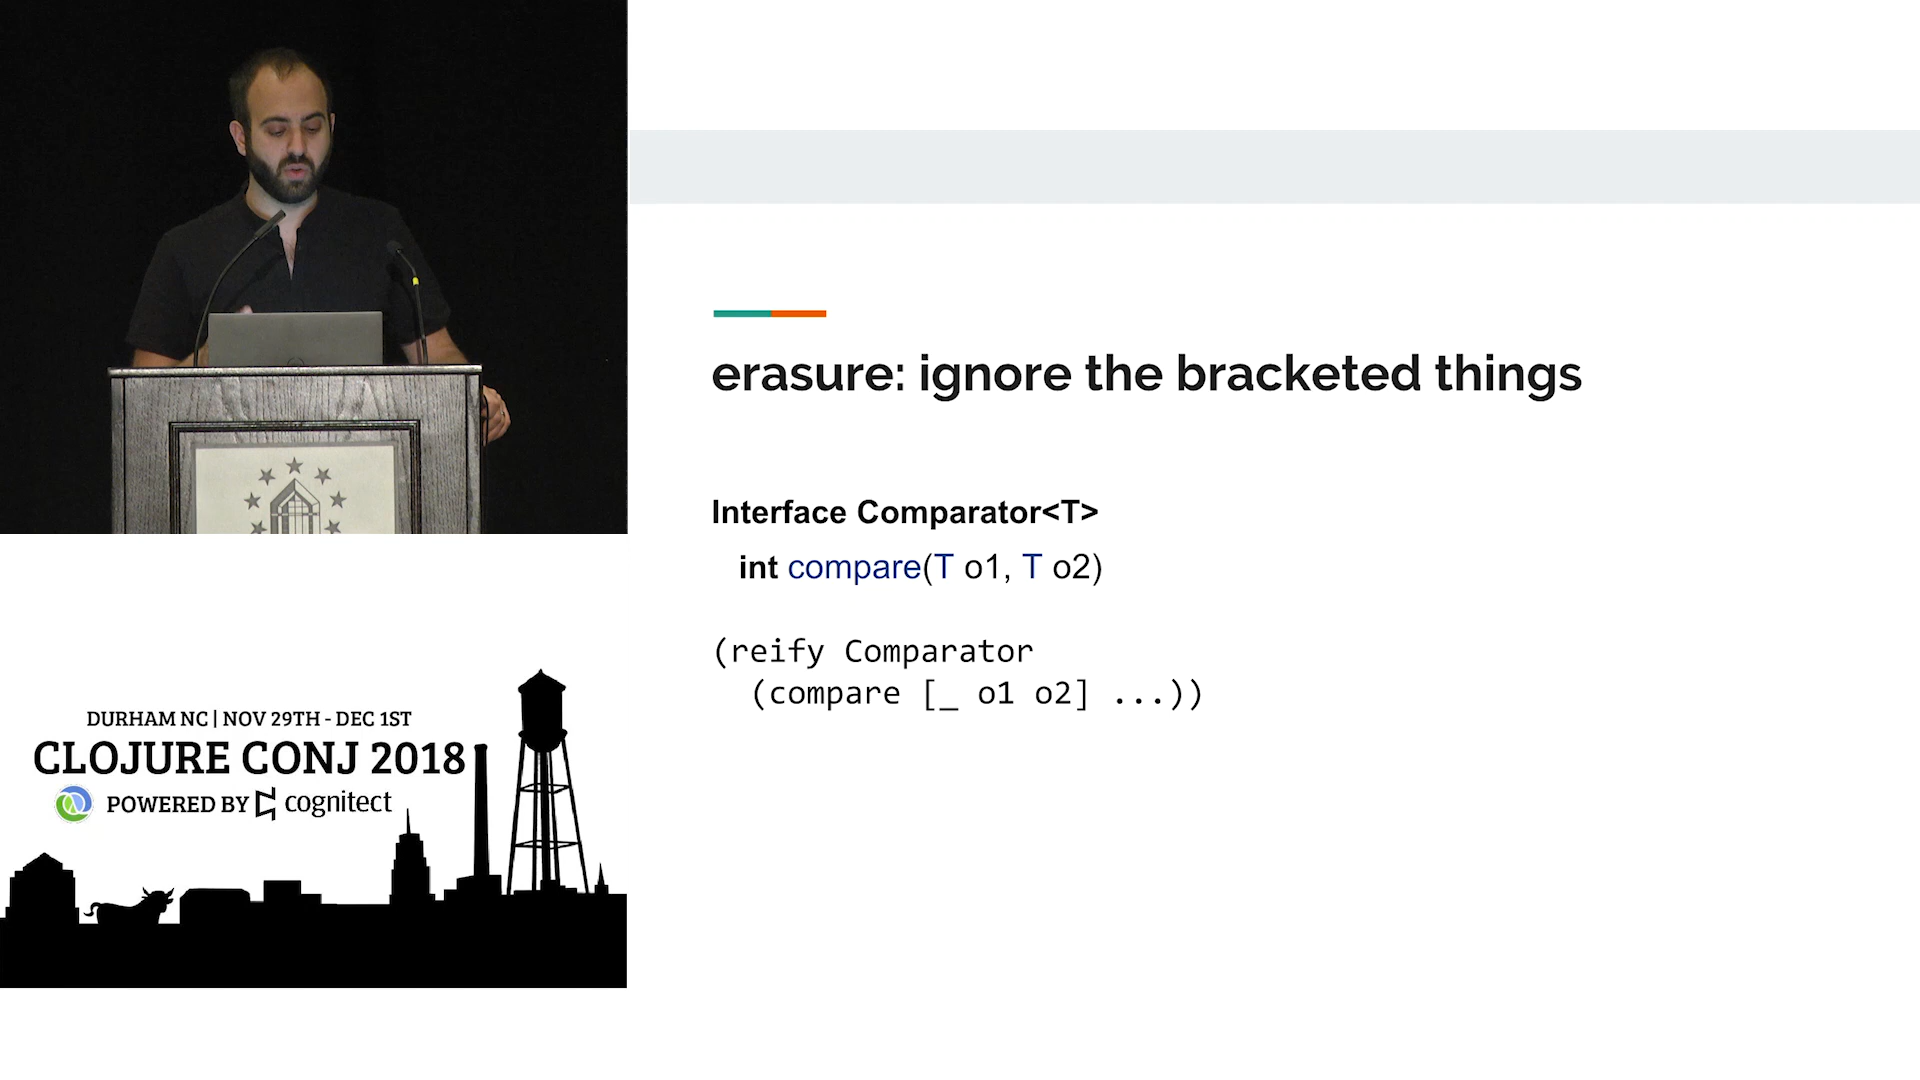 erasure: ignore the bracketed things
Interface Comparator<T>
int compare(T o1, T o2)
(reify Comparator
(compare [_ o1 o2] ...))
DURHAM NC | NOV 29TH - DEC 1ST
CLOJURE CONJ 2018
POWERED BY cognitect